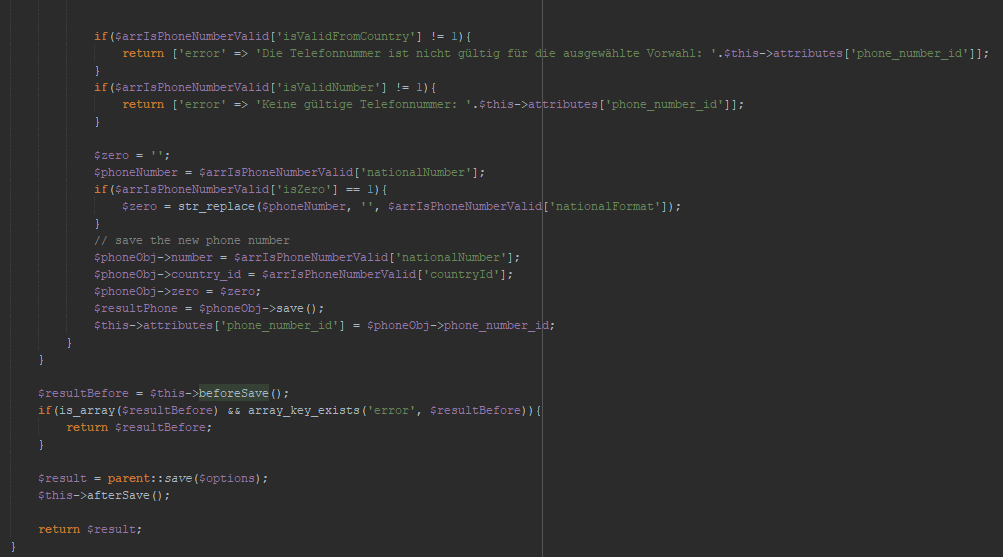 if($arrIsPhoneNumberValid['isValidFromCountry'] != 1){
return ['error' => 'Die Telefonnummer ist nicht gültig für die ausgewählte Vorwahl: '.$this->attributes['phone_number_id']];
}
if($arrIsPhoneNumberValid['isValidNumber'] != 1){
return ['error' => 'Keine gültige Telefonnummer: '.$this->attributes['phone_number_id']];
}
$zero = '';
$phoneNumber = $arrIsPhoneNumberValid['nationalNumber'];
if($arrIsPhoneNumberValid['isZero'] == 1){
$zero = str_replace($phoneNumber, '', $arrIsPhoneNumberValid['nationalFormat']);
}
// save the new phone number
$phoneObj->number = $arrIsPhoneNumberValid['nationalNumber'];
$phoneObj->country_id = $arrIsPhoneNumberValid['countryId'];
$phoneObj->zero = $zero;
$resultPhone = $phoneObj->save();
$this->attributes['phone_number_id'] = $phoneObj->phone_number_id;
}
}
$resultBefore = $this->beforeSave();
if(is_array($resultBefore) && array_key_exists('error', $resultBefore)){
return $resultBefore;
}
$result = parent::save($options);
$this->afterSave();
return $result;
}